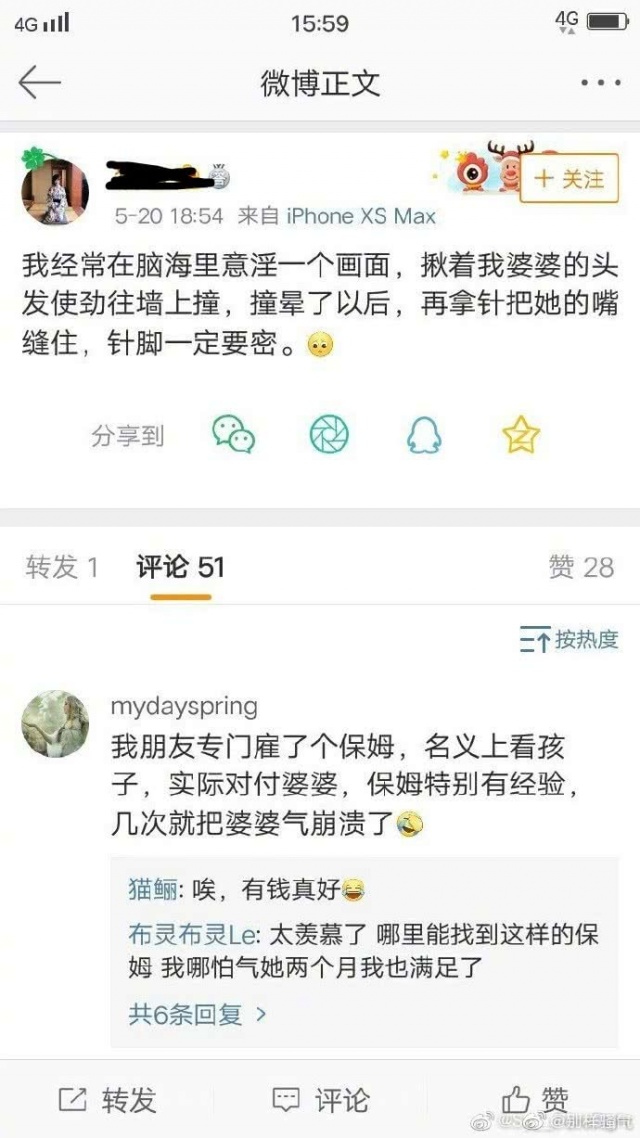 4G 15:59 4G
微博正文
+ 关注
5-20 18:54 来自 iPhone XS Max
我经常在脑海里意淫一个画面，揪着我婆婆的头
发使劲往墙上撞，撞晕了以后，再拿针把她的嘴
缝住，针脚一定要密。
分享到
转发 1 评论 51 赞 28
按热度
mydayspring
我朋友专门雇了个保姆，名义上看孩
子，实际对付婆婆，保姆特别有经验，
几次就把婆婆气崩溃了
猫鲡: 唉，有钱真好
布灵布灵Le: 太羡慕了 哪里能找到这样的保
姆 我哪怕气她两个月我也满足了
共6条回复 >
转发 评论 赞